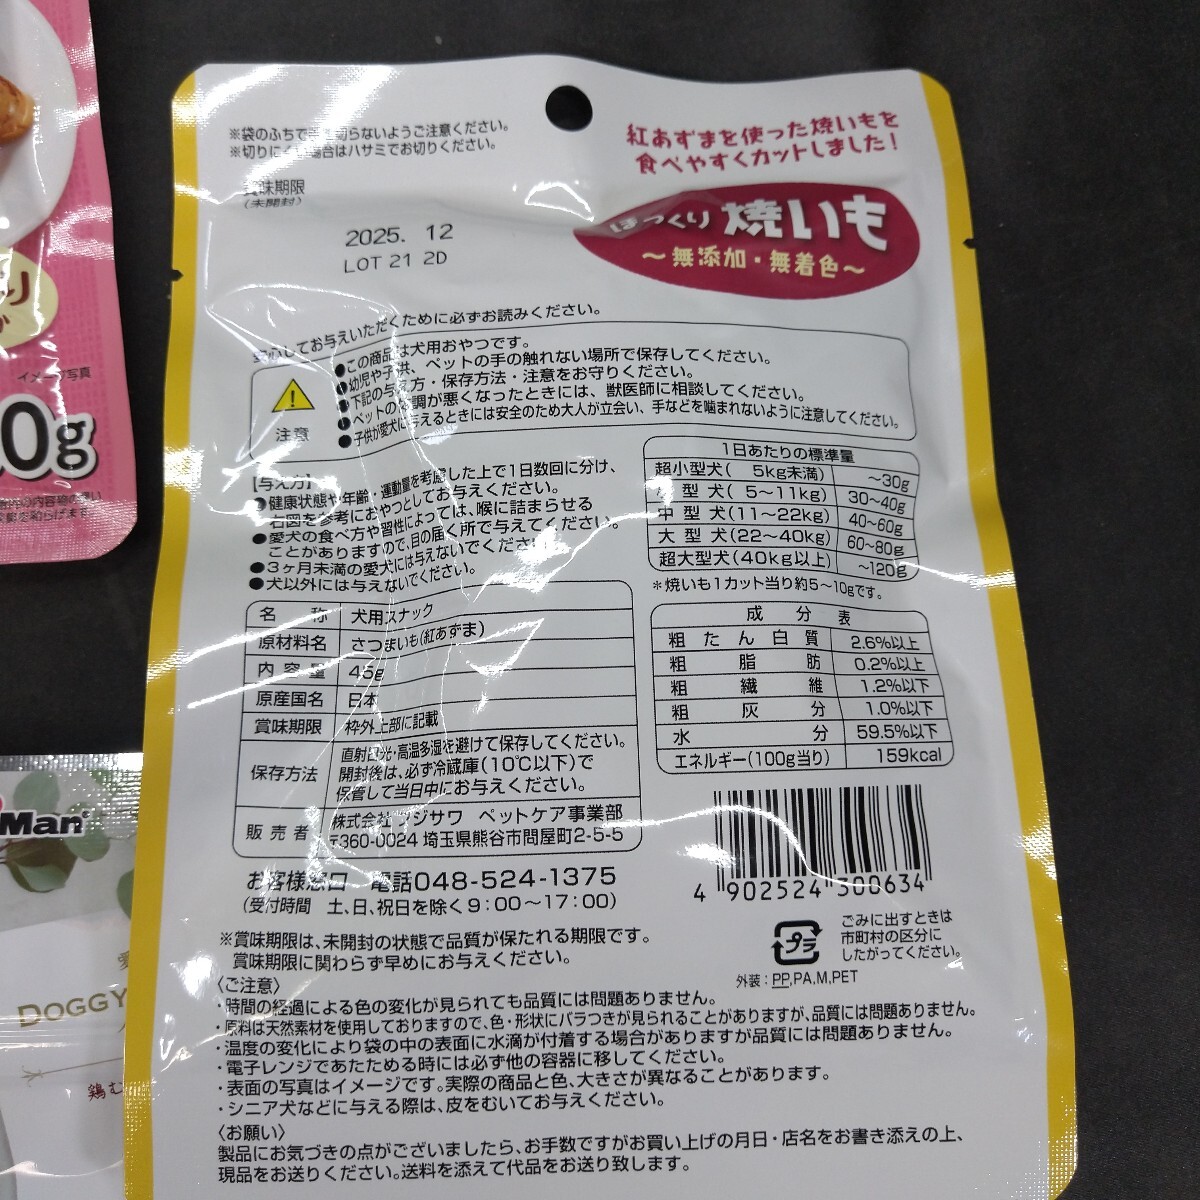 ※袋のふちで手を切らないようご注意ください。
※切りにくい場合はハサミでお切りください。
賞味期限
(未開封)
2025. 12
LOT 21 2D
紅あずまを使った焼いもを
食べやすくカットしました!
ほっくり 焼いも
～無添加・無着色～
安心してお与えいただくために必ずお読みください。
注意
●この商品は犬用おやつです。
●幼児や子供、ペットの手の触れない場所で保存してください。
●下記の与え方・保存方法・注意をお守りください。
●ペットの体調が悪くなったときには、獣医師に相談してください。
●子供が愛犬に与えるときには安全のため大人が立会い、手などを噛まれないように注意してください。
【与え方】
●健康状態や年齢・運動量を考慮した上で1日数回に分け、
右図を参考におやつとしてお与えください。
●愛犬の食べ方や習性によっては、喉に詰まらせる
ことがありますので、目の届く所で与えてください。
●3ヶ月未満の愛犬には与えないでください。
●犬以外には与えないでください。
1日あたりの標準量
超小型犬( 5kg未満) ～30g
小型犬( 5～11kg) 30～40g
中型犬(11～22kg) 40～60g
大型犬(22～40kg) 60～80g
超大型犬(40kg以上) ～120g
*焼いも1カット当り約5～10gです。
名称 犬用スナック
原材料名 さつまいも(紅あずま)
内容量 45g
原産国名 日本
賞味期限 枠外上部に記載
保存方法 直射日光・高温多湿を避けて保存してください。
開封後は、必ず冷蔵庫(10℃以下)で
保管して当日中にお与えください。
販売者 株式会社フジサワ ペットケア事業部
〒360-0024 埼玉県熊谷市問屋町2-5-5
成分表
粗たん白質 2.6%以上
粗脂肪 0.2%以上
粗繊維 1.2%以下
粗灰分 1.0%以下
水分 59.5%以下
エネルギー(100g当り) 159kcal
お客様窓口 電話048-524-1375
(受付時間 土、日、祝日を除く9:00～17:00)
4 902524 500634
プラ
ごみに出すときは
市町村の区分に
したがってください。
外装:PP,PA,M,PET
※賞味期限は、未開封の状態で品質が保たれる期限です。
賞味期限に関わらず早めにお与えください。
〈ご注意〉
・時間の経過による色の変化が見られても品質には問題ありません。
・原料は天然素材を使用しておりますので、色・形状にバラつきが見られることがありますが、品質には問題ありません。
・温度の変化により袋の中の表面に水滴が付着する場合がありますが品質には問題ありません。
・電子レンジであたためる時には必ず他の容器に移してください。
・表面の写真はイメージです。実際の商品と色、大きさが異なることがあります。
・シニア犬などに与える際は、皮をむいてお与えください。
〈お願い〉
製品にお気づきの点がございましたら、お手数ですがお買い上げの月日・店名をお書き添えの上、
現品をお送りください。送料を添えて代品をお送り致します。
イメージ写真
0g
Man
DOGGY
鶏む